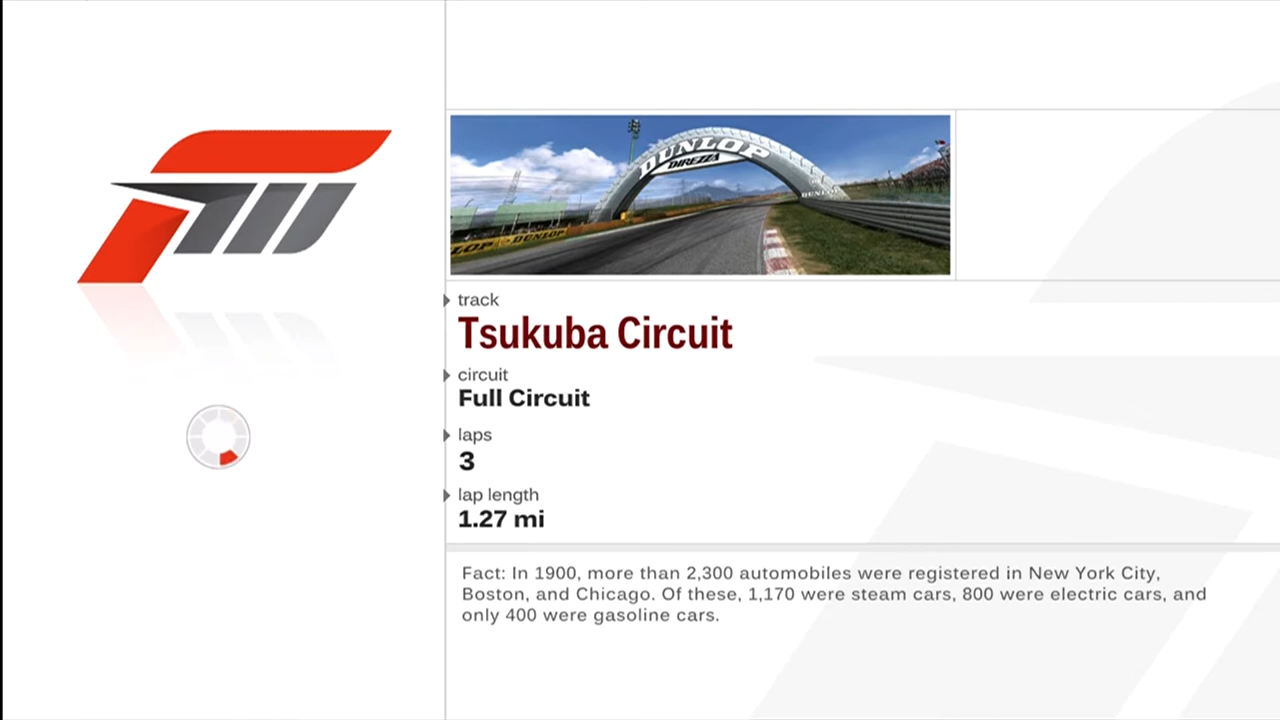 DUNLOP
DIREZZA
DUNLOP
LOP DUNLOP
track
Tsukuba Circuit
circuit
Full Circuit
laps
3
lap length
1.27 mi
Fact: In 1900, more than 2,300 automobiles were registered in New York City,
Boston, and Chicago. Of these, 1,170 were steam cars, 800 were electric cars, and
only 400 were gasoline cars.